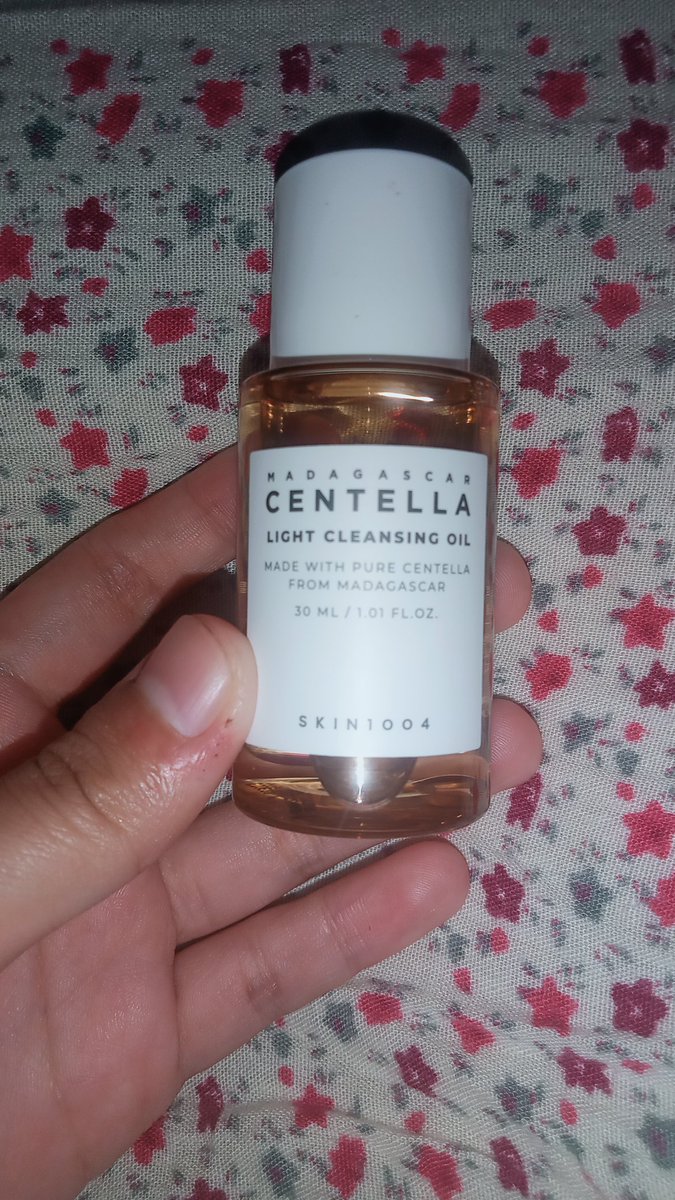 MADAGASCAR
CENTELLA
LIGHT CLEANSING OIL
MADE WITH PURE CENTELLA
FROM MADAGASCAR
30 ML / 1.01 FL.OZ.
SKIN1004